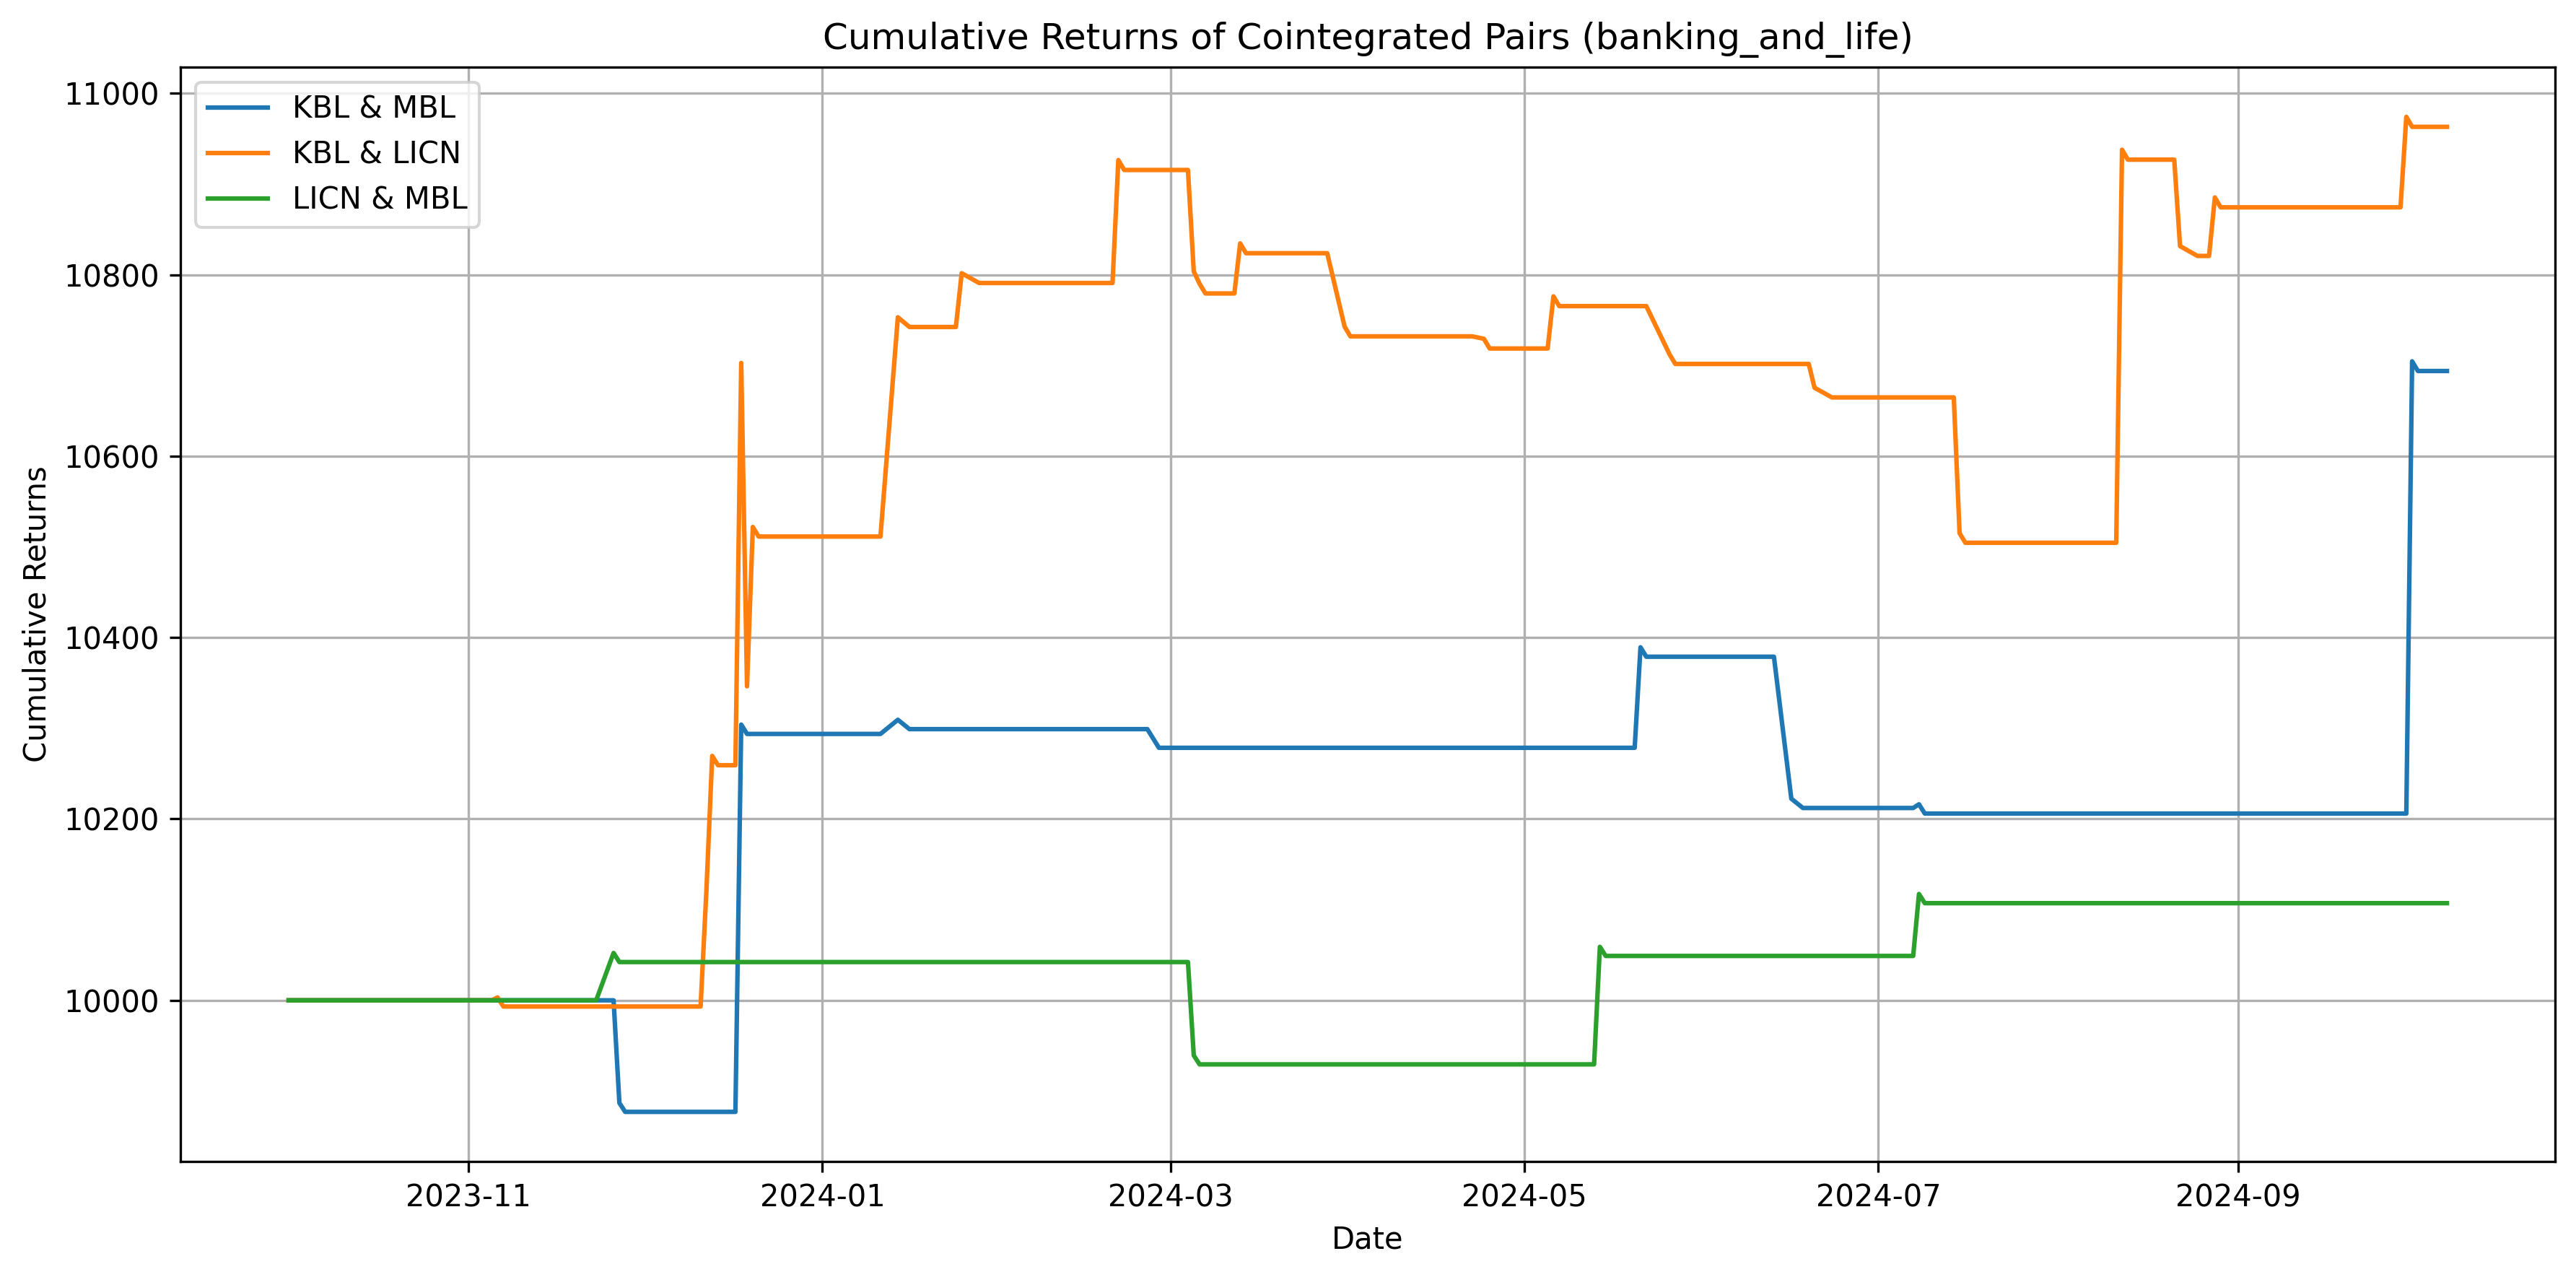 Cumulative Returns of Cointegrated Pairs (banking_and_life)
KBL & MBL
KBL & LICN
LICN & MBL
Cumulative Returns
11000
10800
10600
10400
10200
10000
2023-11
2024-01
2024-03
2024-05
2024-07
2024-09
Date